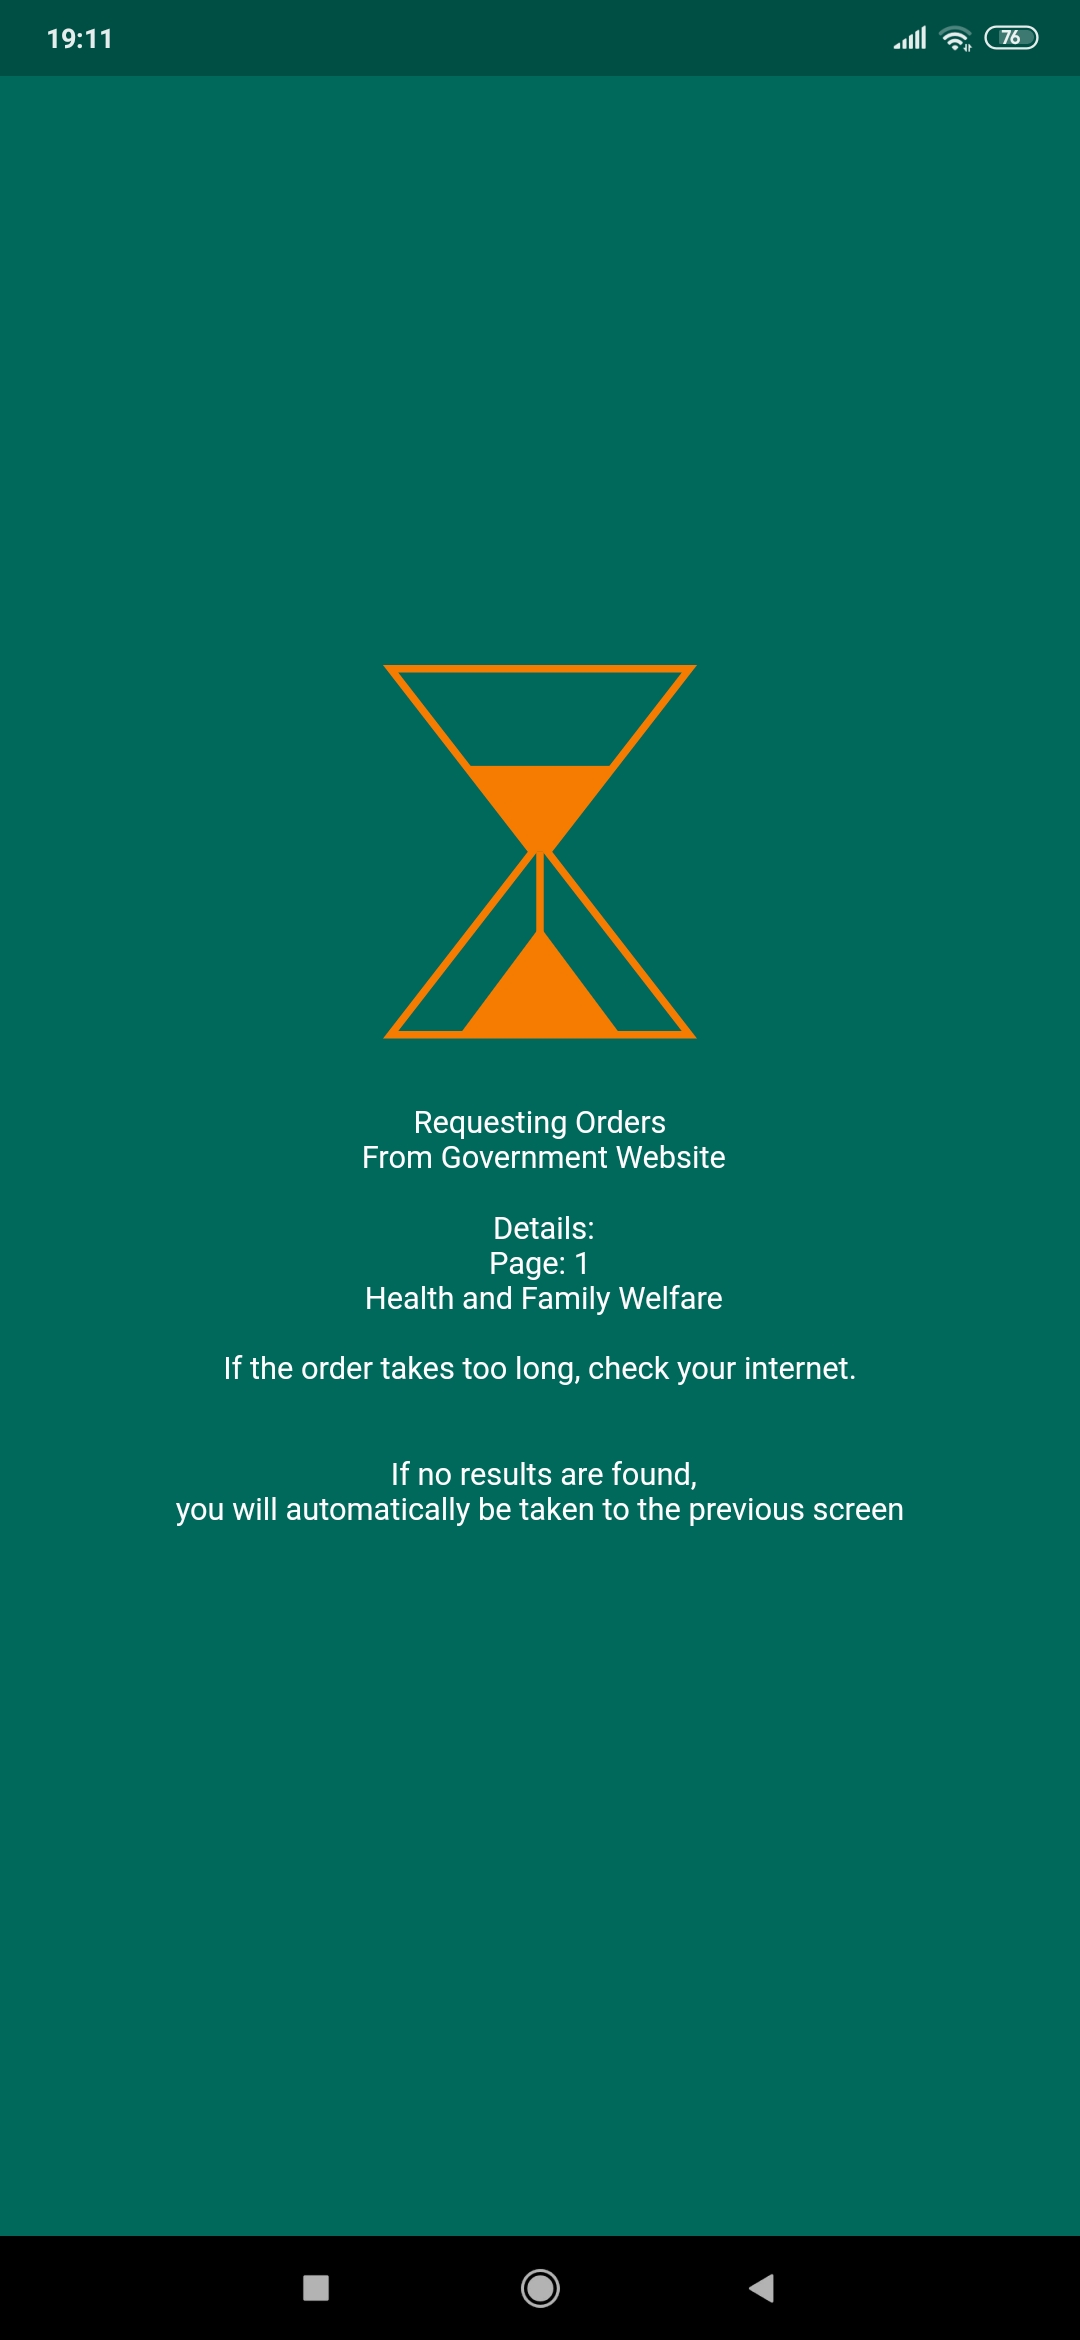 19:11
76
Requesting Orders
From Government Website
Details:
Page: 1
Health and Family Welfare
If the order takes too long, check your internet.
If no results are found,
you will automatically be taken to the previous screen